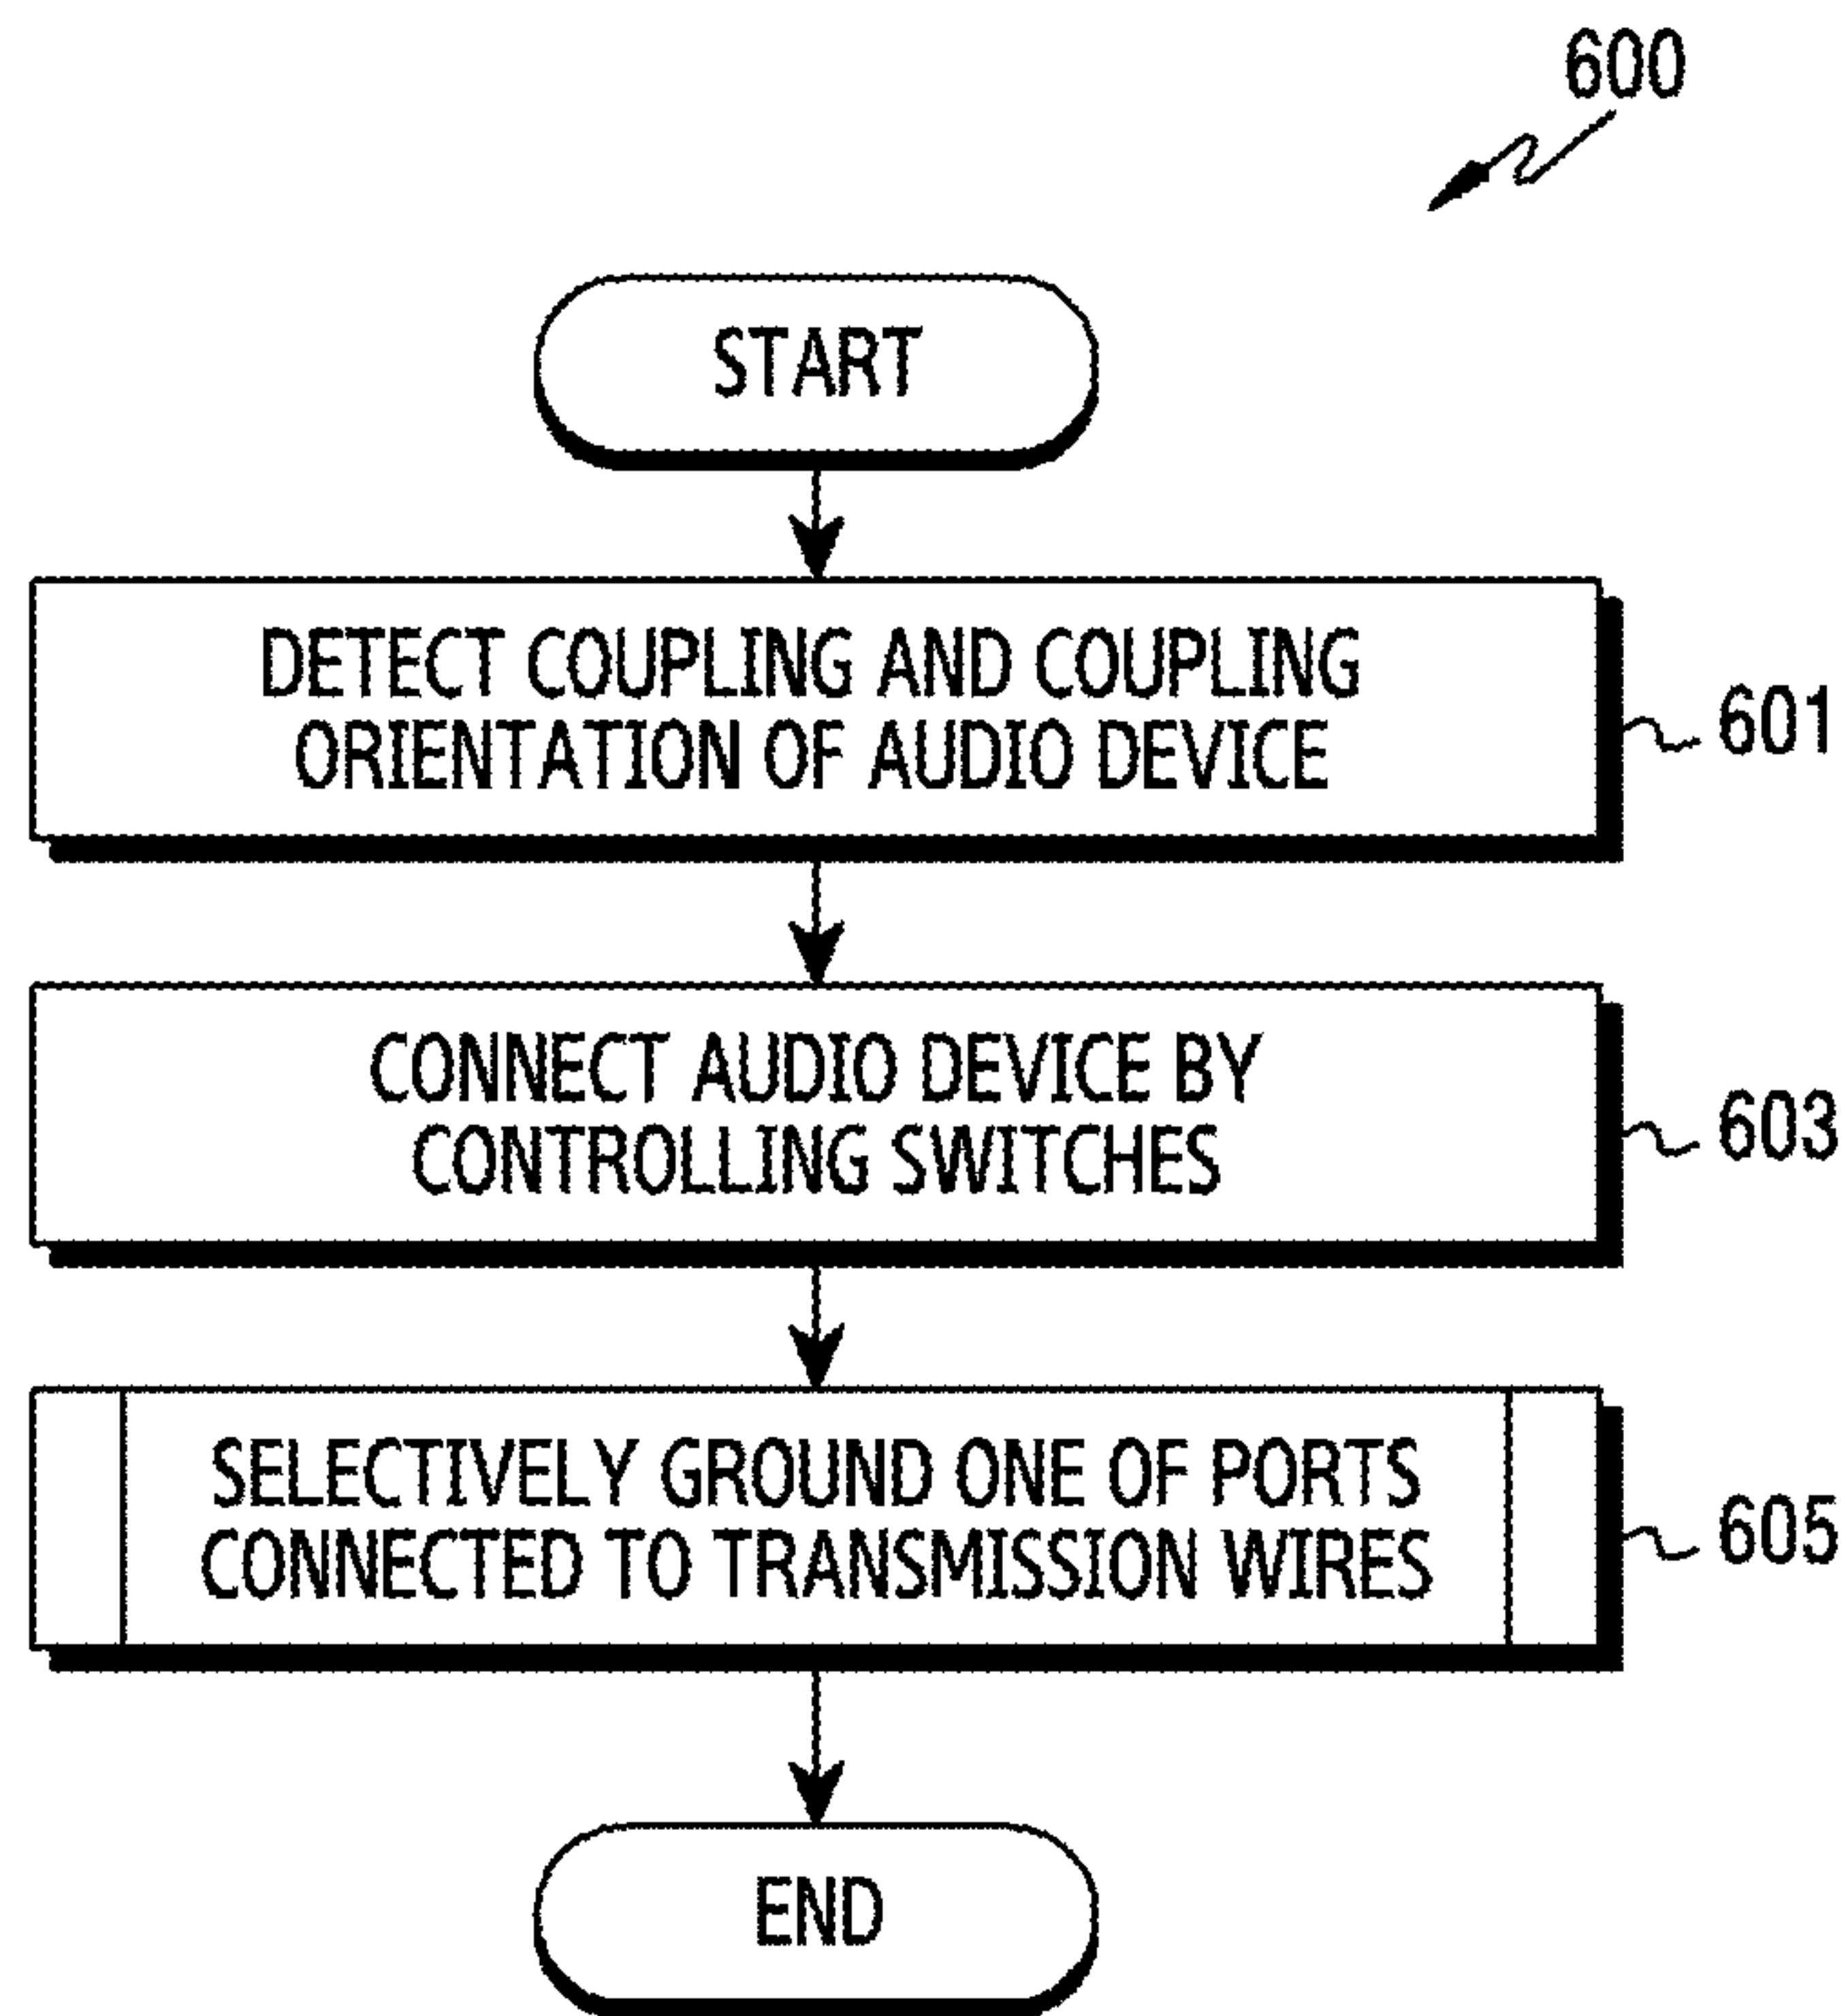 600
START
DETECT COUPLING AND COUPLING
ORIENTATION OF AUDIO DEVICE
601
CONNECT AUDIO DEVICE BY
CONTROLLING SWITCHES
603
SELECTIVELY GROUND ONE OF PORTS
CONNECTED TO TRANSMISSION WIRES
605
END